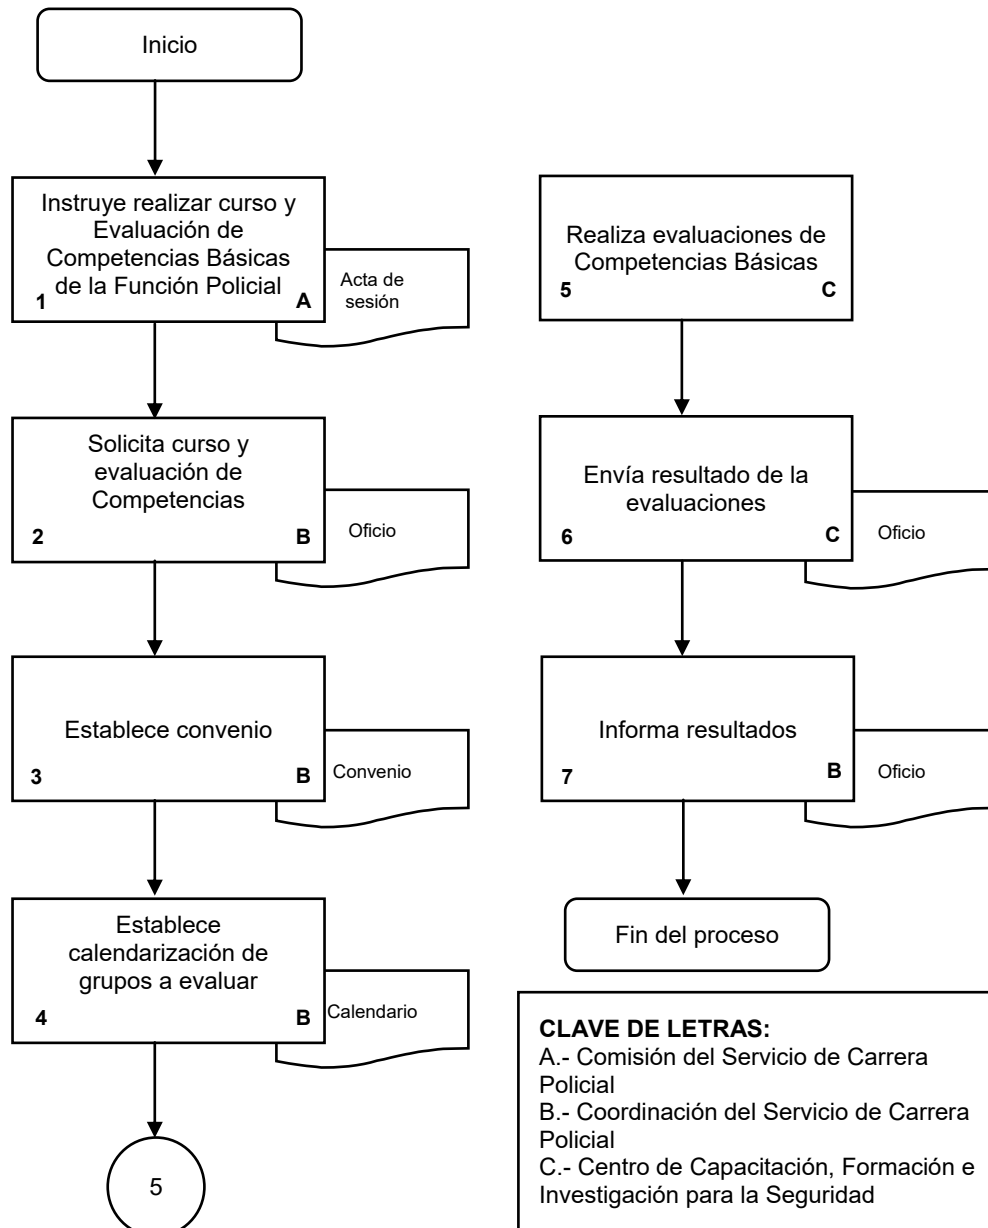 Inicio
Instruye realizar curso y
Evaluación de
Competencias Básicas
de la Función Policial
1
A
Acta de
sesión
Solicita curso y
evaluación de
Competencias
2
B
Oficio
Establece convenio
3
B
Convenio
Establece
calendarización de
grupos a evaluar
4
B
Calendario
5
Realiza evaluaciones de
Competencias Básicas
5
C
Envía resultado de la
evaluaciones
6
C
Oficio
Informa resultados
7
B
Oficio
Fin del proceso
CLAVE DE LETRAS:
A.- Comisión del Servicio de Carrera
Policial
B.- Coordinación del Servicio de Carrera
Policial
C.- Centro de Capacitación, Formación e
Investigación para la Seguridad